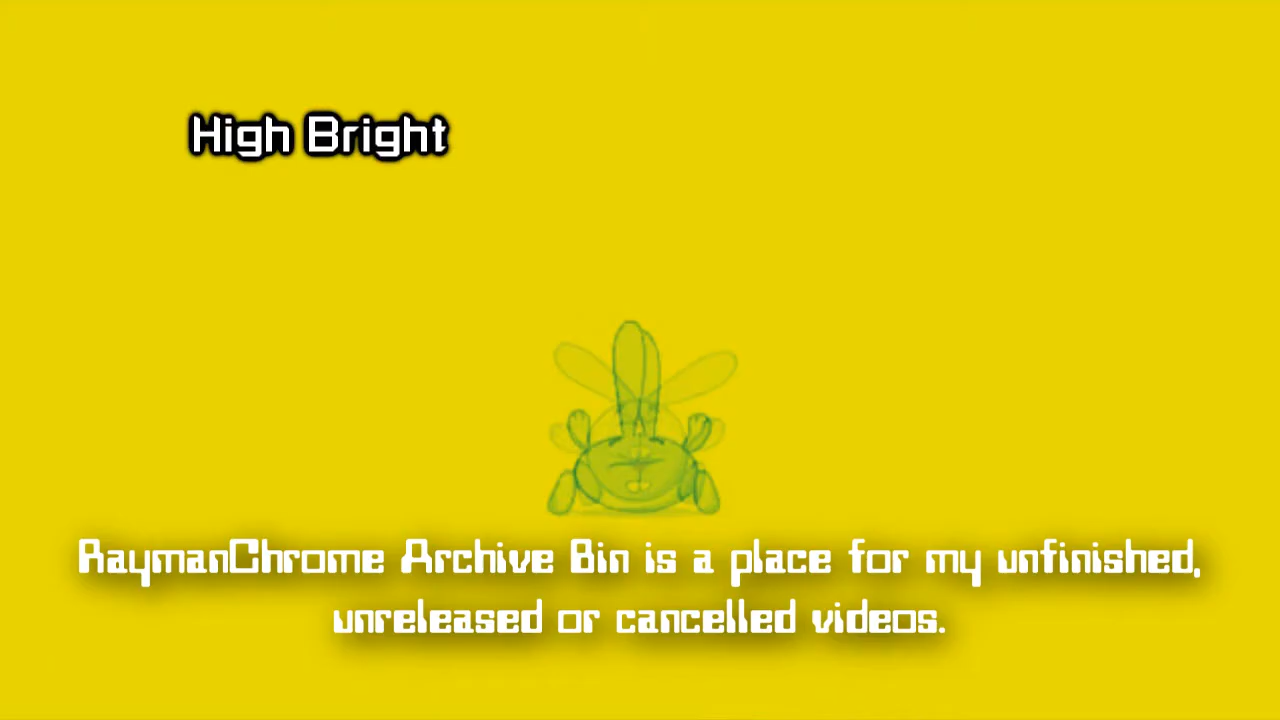 High Bright
RaymanChrome Archive Bin is a place for my unfinished,
unreleased or cancelled videos.